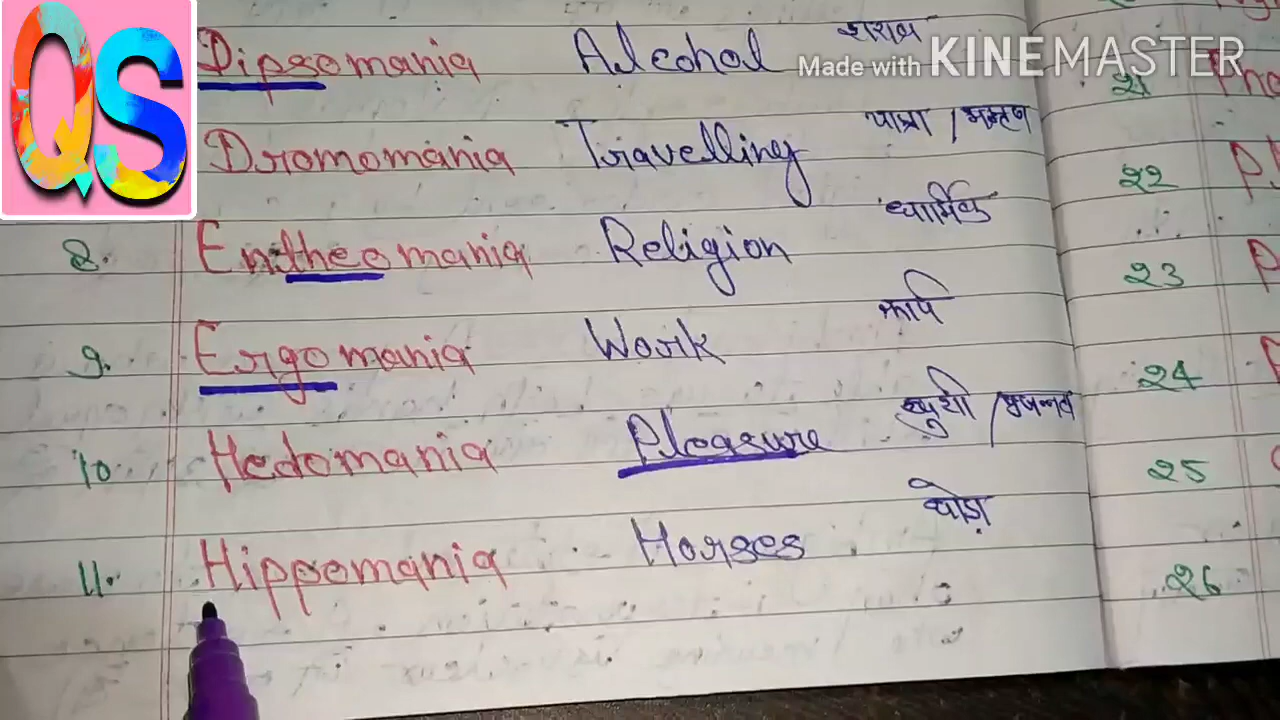 QS
Made with KINEMASTER
Dipsomania Alcohol शराब
Dromomania Travelling यात्रा / भ्रमण
8. Entheomania Religion धार्मिक
9. Ergomania Work कार्य
10 Hedomania Pleasure खुशी /
11. Hippomania Horses घोड़ा
21
22
23
24
25
26